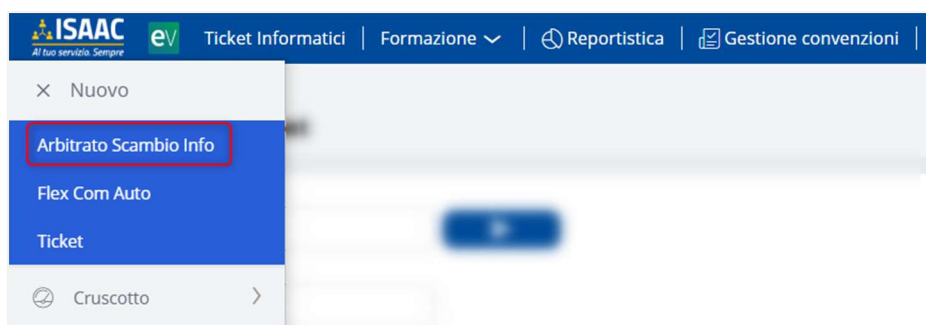 ISAAC
Al tuo servizio. Sempre
ev Ticket Informatici | Formazione | Reportistica | Gestione convenzioni |
Nuovo
Arbitrato Scambio Info
Flex Com Auto
Ticket
Cruscotto